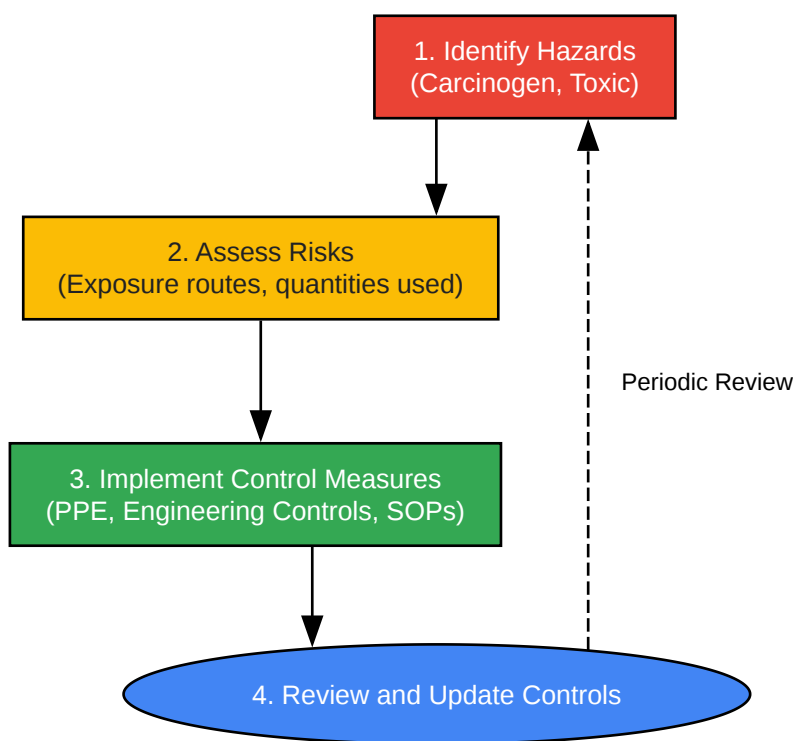 1. Identify Hazards
(Carcinogen, Toxic)
2. Assess Risks
(Exposure routes, quantities used)
Periodic Review
3. Implement Control Measures
(PPE, Engineering Controls, SOPs)
4. Review and Update Controls